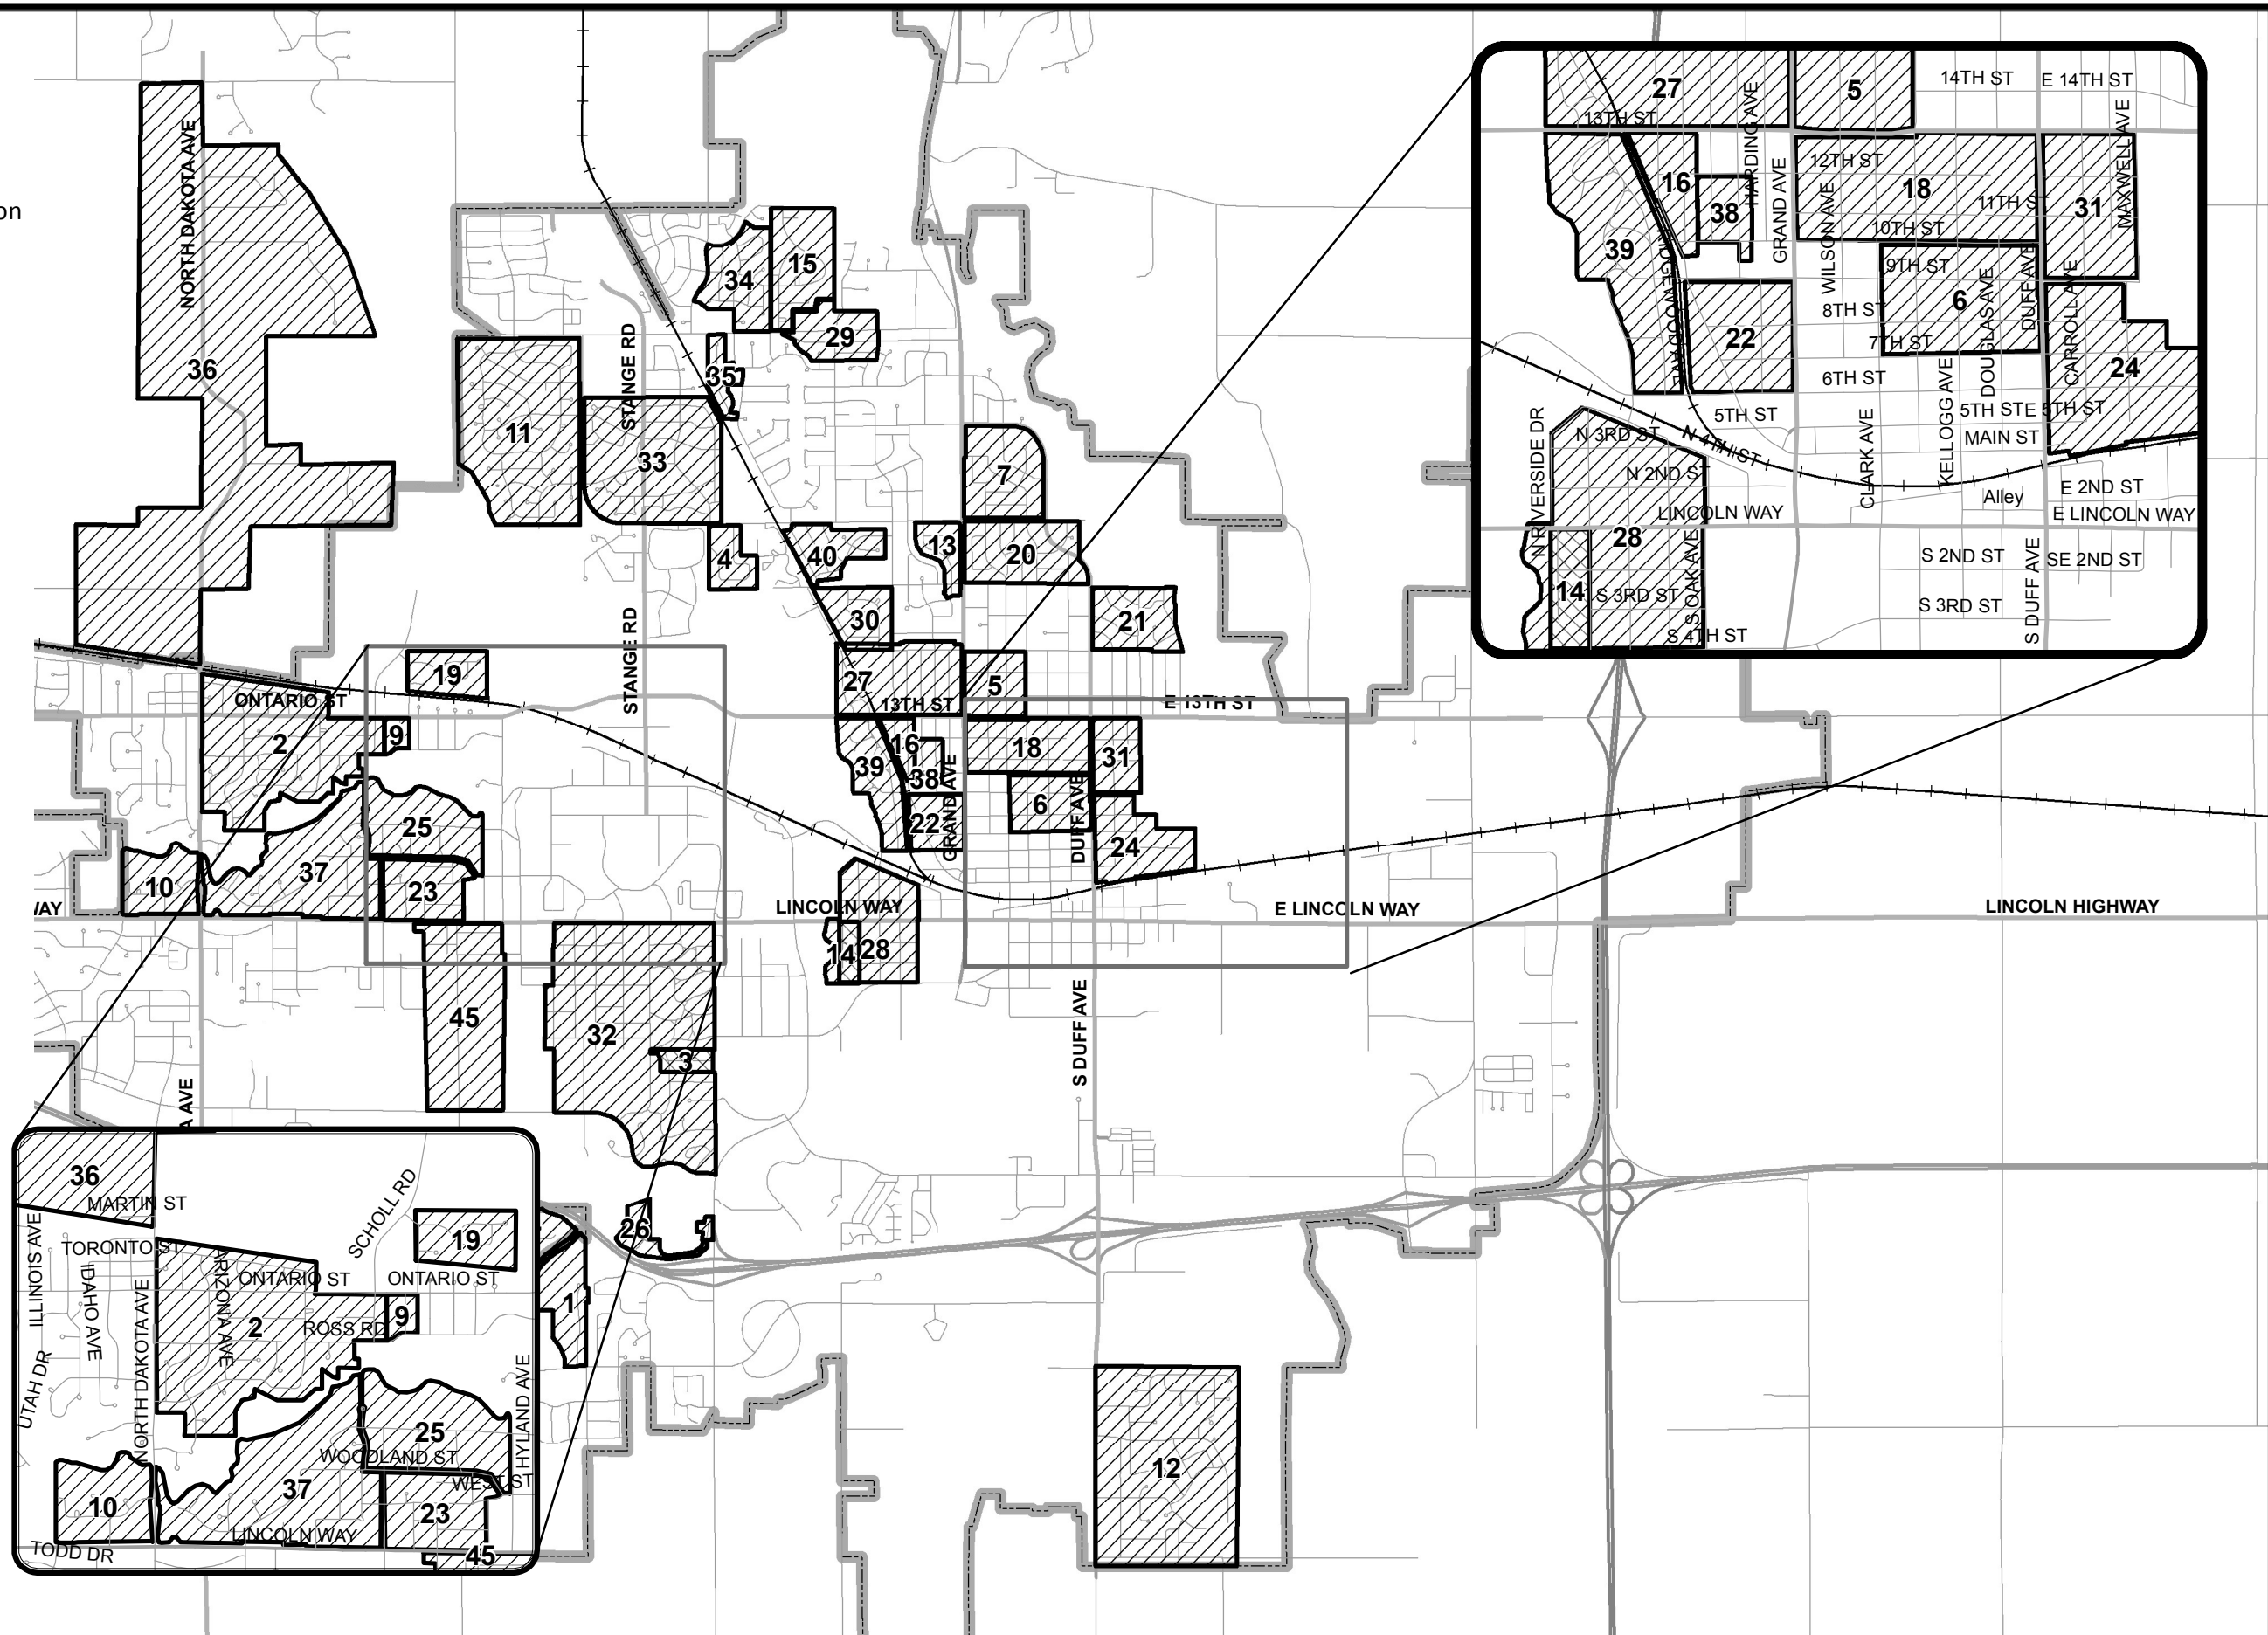 on
NORTH DAKOTA AVE
36
34
15
29
35
STANGE RD
11
33
7
4
40
13
20
30
21
STANGE RD
19
27
5
ONTARIO ST
13TH ST
E 13TH ST
2
9
16
18
31
39
38
GRAND AVE
6
DUFF AVE
25
22
24
10
37
23
WAY
LINCOLN WAY
E LINCOLN WAY
LINCOLN HIGHWAY
14
28
45
32
3
S DUFF AVE
A AVE
26
1
12
27
5
14TH ST
E 14TH ST
13TH ST
HARDING AVE
MAXWELL AVE
12TH ST
16
18
38
11TH ST
31
10TH ST
39
GRAND AVE
WILSON AVE
9TH ST
RIDGEWOOD AVE
6
DOUGLAS AVE
DUFF AVE
CARROLL AVE
8TH ST
22
7TH ST
24
6TH ST
5TH ST
5TH ST
E 5TH ST
N RIVERSIDE DR
N 3RD ST
N 4TH ST
MAIN ST
CLARK AVE
KELLOGG AVE
N 2ND ST
Alley
E 2ND ST
LINCOLN WAY
E LINCOLN WAY
28
S OAK AVE
S 2ND ST
SE 2ND ST
14
S 3RD ST
S 3RD ST
S DUFF AVE
S 4TH ST
36
MARTIN ST
SCHOLL RD
ILLINOIS AVE
TORONTO ST
19
IDAHO AVE
ARIZONA AVE
ONTARIO ST
ONTARIO ST
NORTH DAKOTA AVE
2
ROSS RD
9
UTAH DR
HYLAND AVE
25
WOODLAND ST
WEST ST
10
37
23
LINCOLN WAY
TODD DR
45